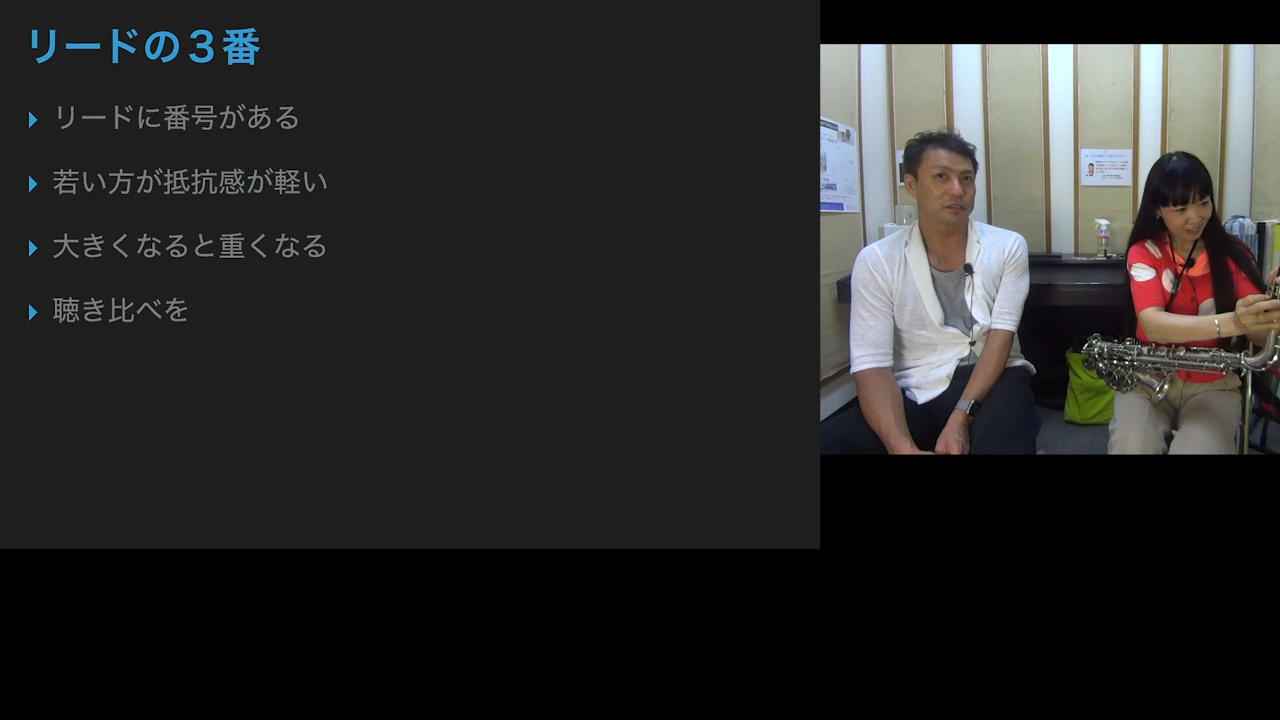 リードの３番
リードに番号がある
若い方が抵抗感が軽い
大きくなると重くなる
聴き比べを